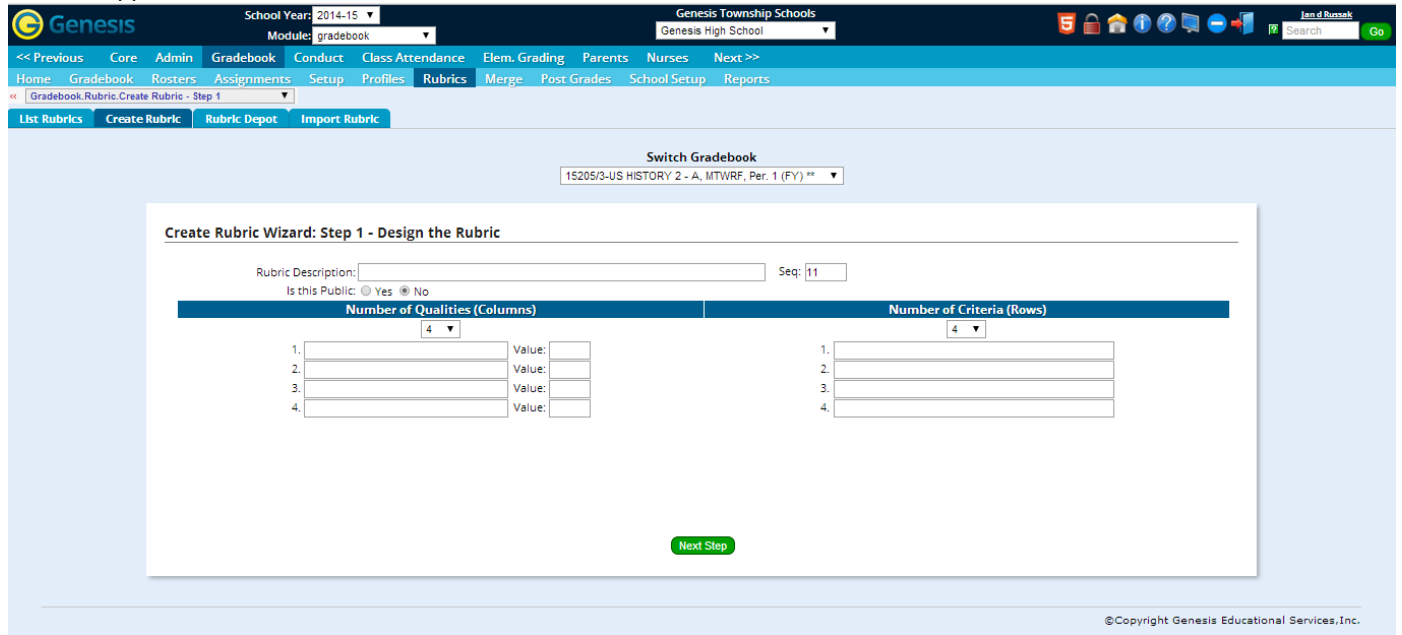 Genesis
School Year: 2014-15
Module: gradebook
Genesis Township Schools
Genesis High School
Jan d Russak
Search Go
<< Previous Core Admin Gradebook Conduct Class Attendance Elem. Grading Parents Nurses Next >>
Home Gradebook Rosters Assignments Setup Profiles Rubrics Merge Post Grades School Setup Reports
« Gradebook.Rubric.Create Rubric - Step 1
List Rubrics Create Rubric Rubric Depot Import Rubric
Switch Gradebook
15205/3-US HISTORY 2 - A, MTWRF, Per. 1 (FY) **
Create Rubric Wizard: Step 1 - Design the Rubric
Rubric Description: Seq: 11
Is this Public: Yes No
Number of Qualities (Columns) Number of Criteria (Rows)
4 4
1. Value: 1.
2. Value: 2.
3. Value: 3.
4. Value: 4.
Next Step
©Copyright Genesis Educational Services,Inc.